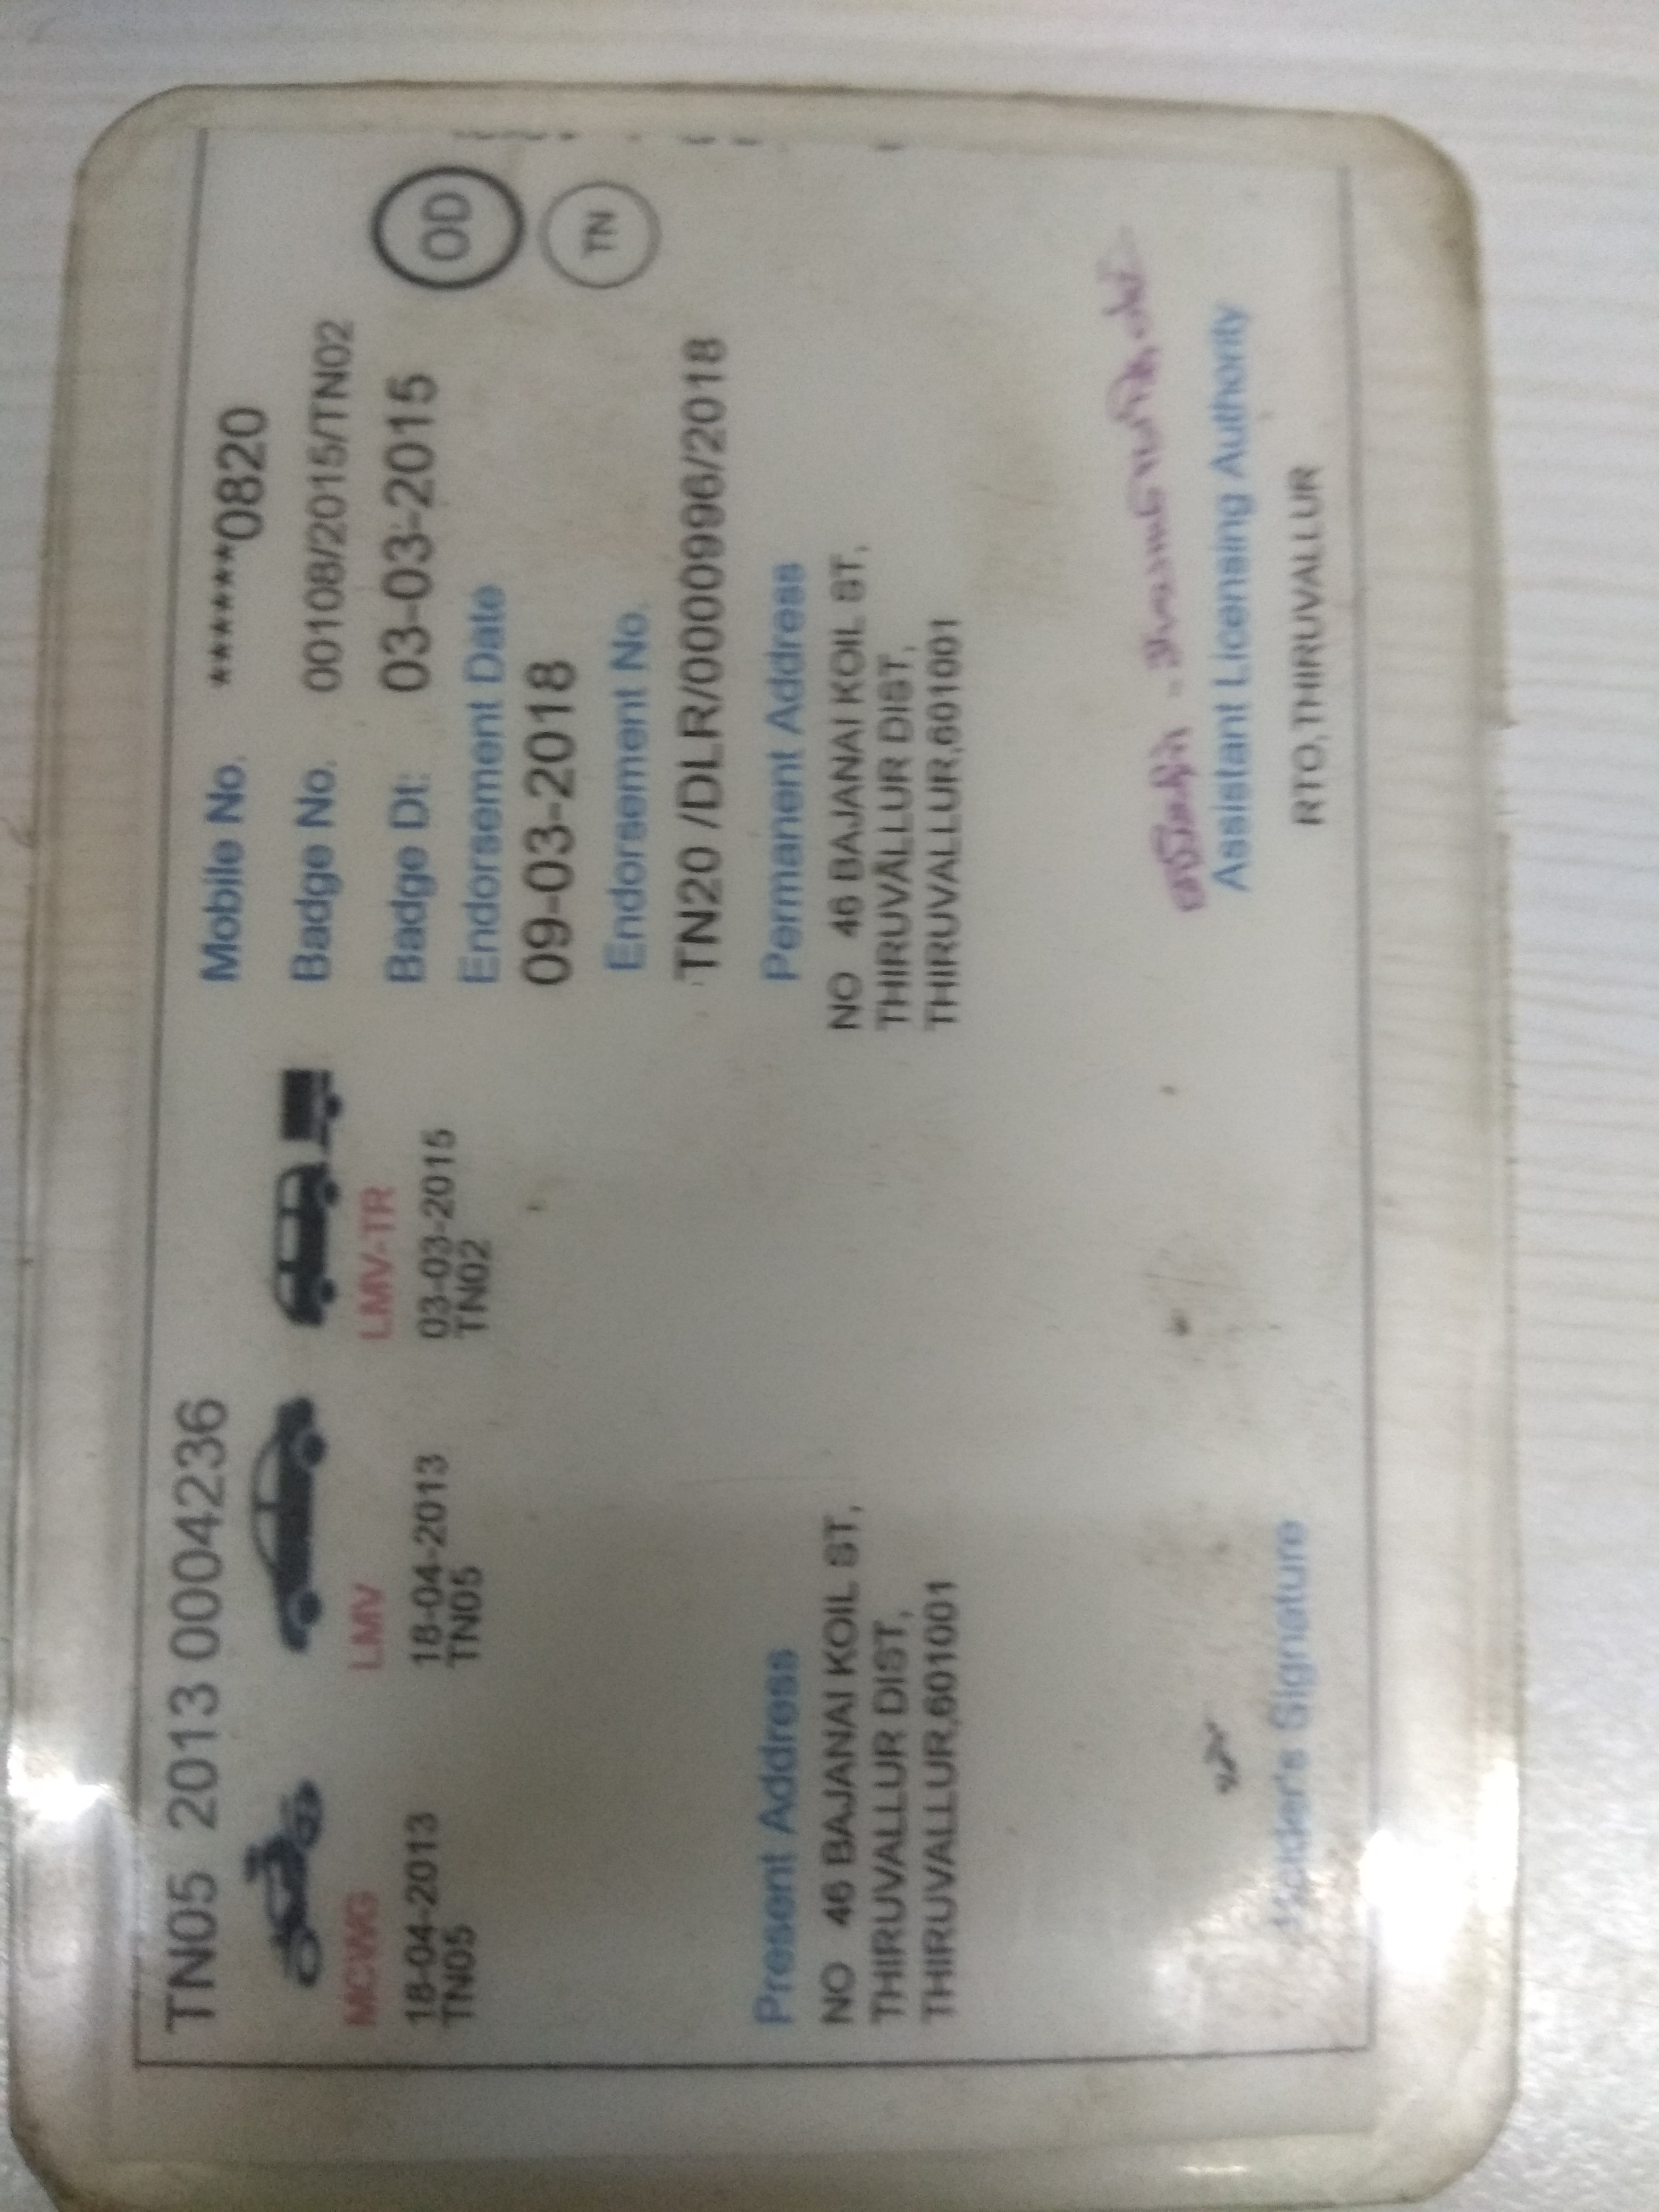 TN05 2013 0004236
MCWG
18-04-2013
TN05
LMV
18-04-2013
TN05
LMV-TR
03-03-2015
TN02
Mobile No. ******0820
Badge No. 00108/2015/TN02
Badge Dt: 03-03-2015
OD
TN
Endorsement Date
09-03-2018
Endorsement No.
TN20 /DLR/0000996/2018
Present Address
NO 46 BAJANAI KOIL ST,
THIRUVALLUR DIST,
THIRUVALLUR,601001
Permanent Address
NO 46 BAJANAI KOIL ST,
THIRUVALLUR DIST,
THIRUVALLUR,601001
Holder's Signature
Assistant Licensing Authority
RTO,THIRUVALLUR